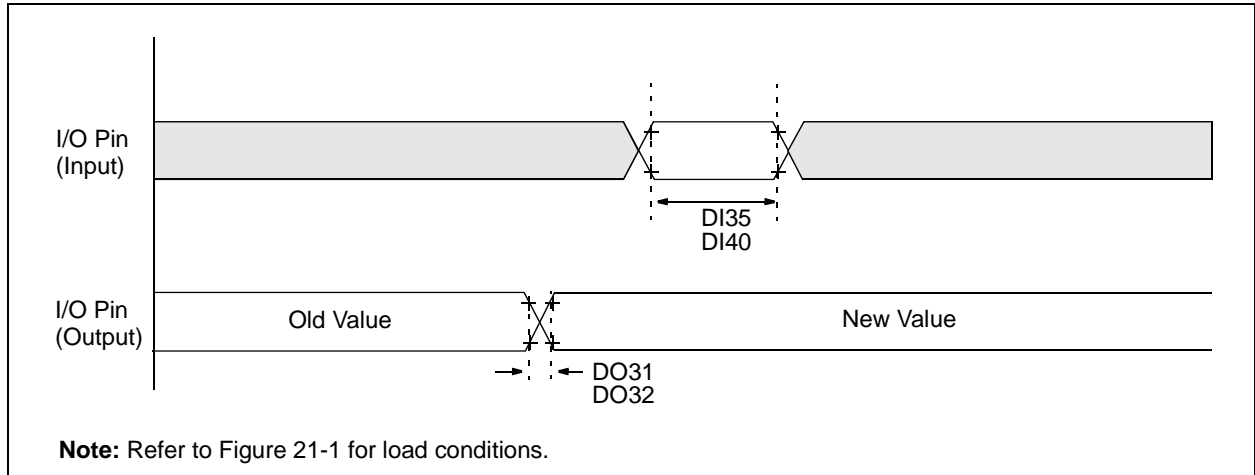 I/O Pin
(Input)
DI35
DI40
I/O Pin
(Output)
Old Value
New Value
DO31
DO32
Note: Refer to Figure 21-1 for load conditions.